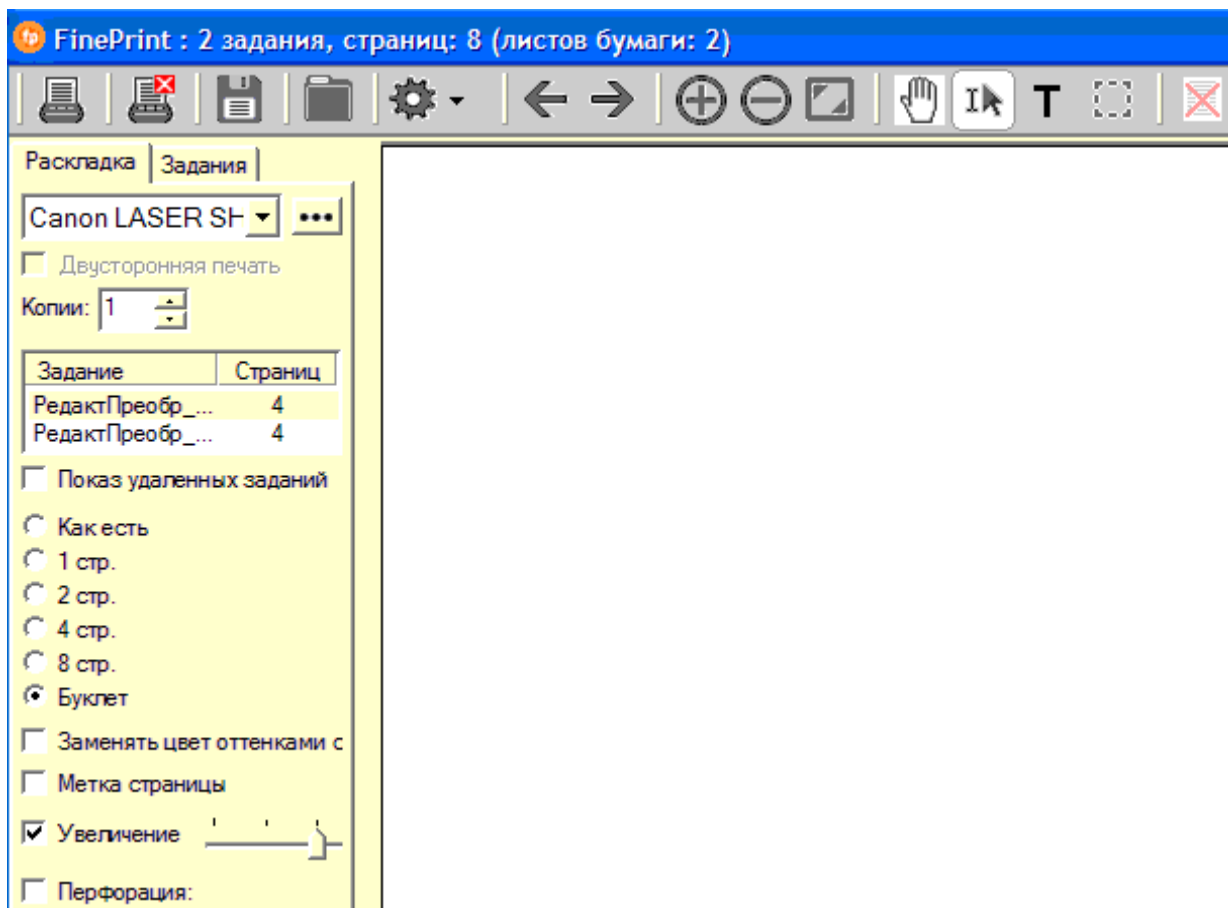 fp FinePrint : 2 задания, страниц: 8 (листов бумаги: 2)
T
Раскладка Задания
Canon LASER SH
Двусторонняя печать
Копии: 1
Задание Страниц
РедактПреобр_... 4
РедактПреобр_... 4
Показ удаленных заданий
Как есть
1 стр.
2 стр.
4 стр.
8 стр.
Буклет
Заменять цвет оттенками с
Метка страницы
Увеличение
Перфорация: